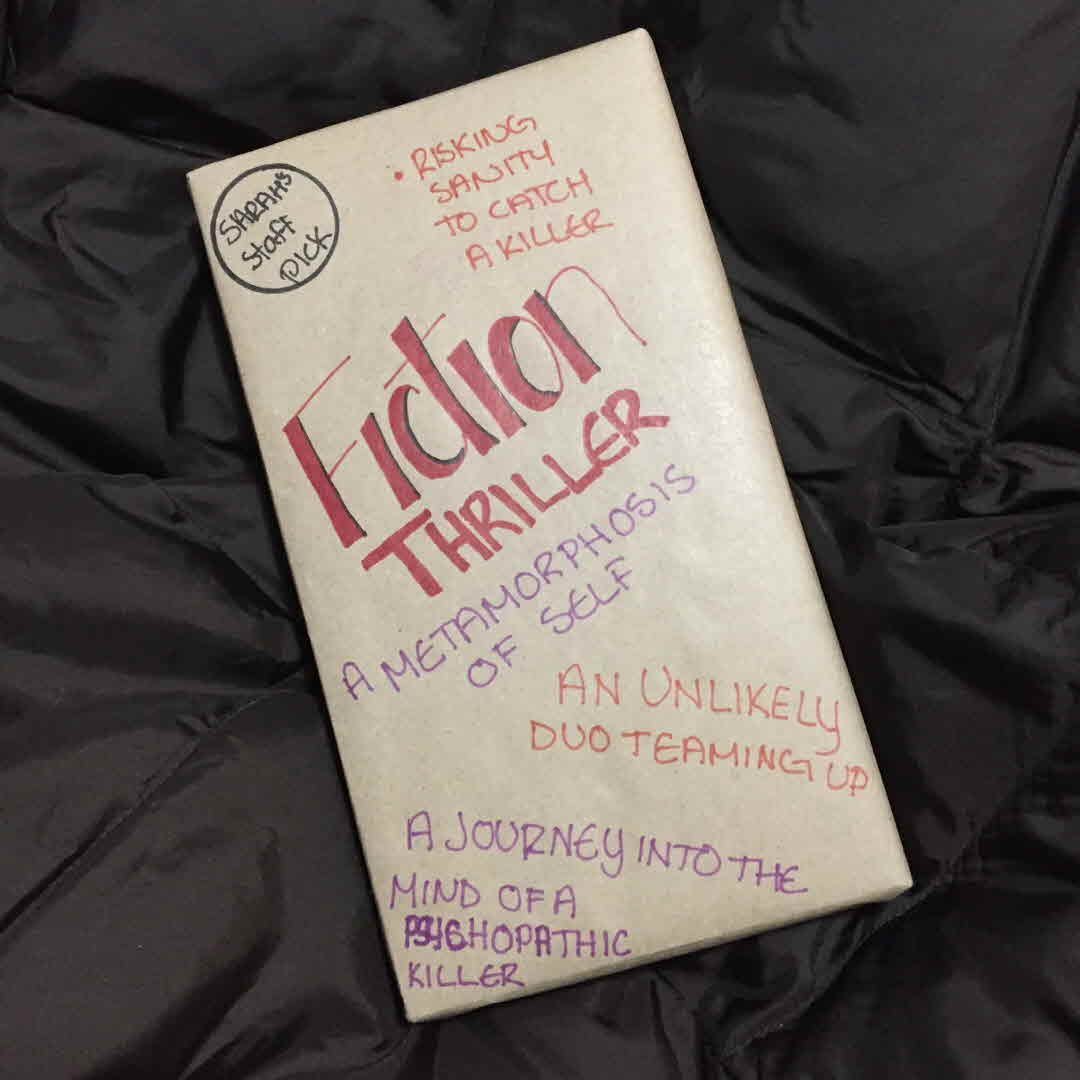 SARAH'S
Staff
PICK
• RISKING
SANITY
TO CATCH
A KILLER
Fiction
THRILLER
A METAMORPHOSIS
OF SELF
AN UNLIKELY
DUO TEAMING UP
A JOURNEY INTO THE
MIND OF A
PSYCHOPATHIC
KILLER